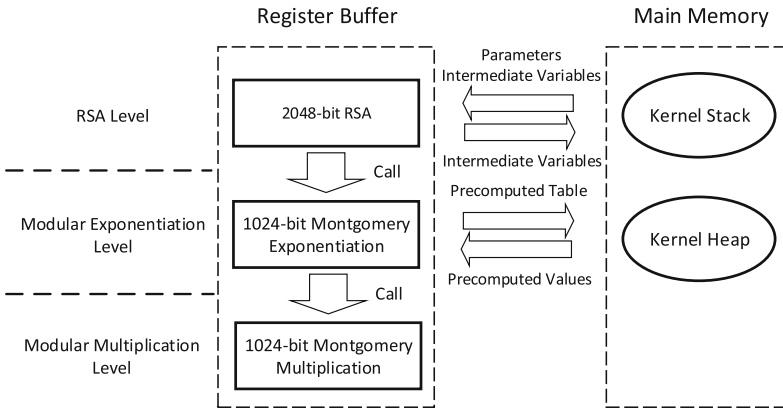 Register Buffer
Main Memory
Parameters
Intermediate Variables
RSA Level
2048-bit RSA
Kernel Stack
Intermediate Variables
Call
Precomputed Table
Modular Exponentiation
Level
1024-bit Montgomery
Exponentiation
Kernel Heap
Precomputed Values
Call
Modular Multiplication
Level
1024-bit Montgomery
Multiplication